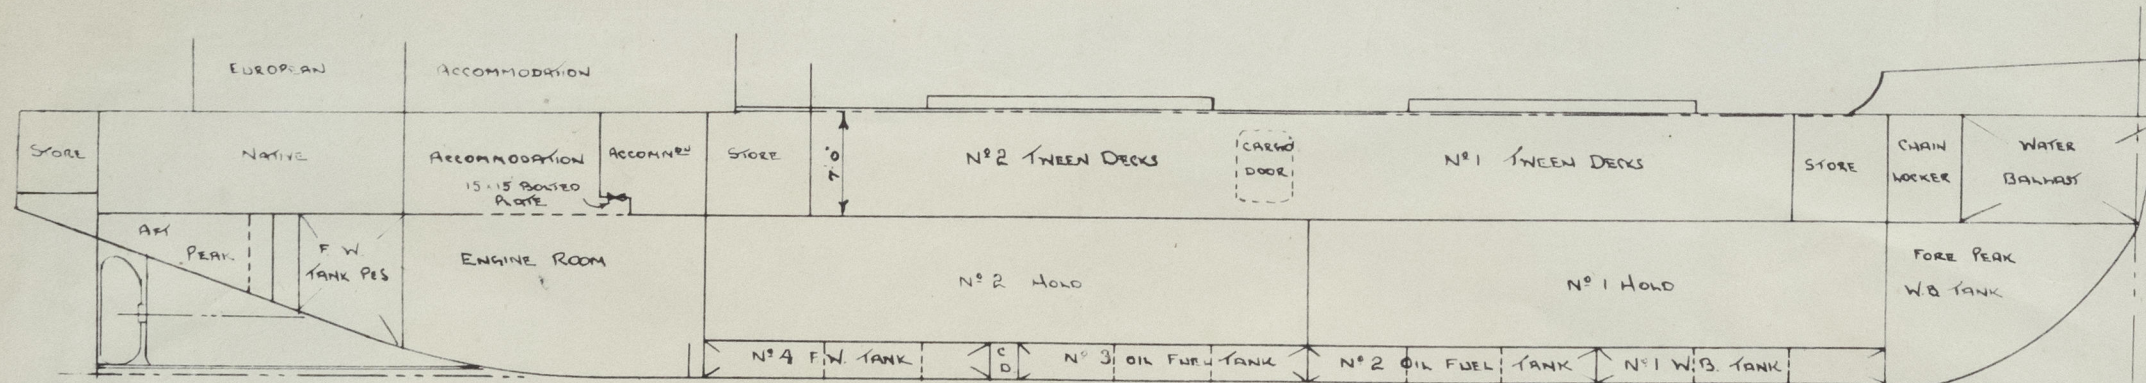 EUROPEAN ACCOMMODATION
STORE
NATIVE
ACCOMMODATION
15 · 15 BOLTED
PLATE
ACCOMMDN
STORE
7'0"
Nº 2 TWEEN DECKS
CARGO
DOOR
Nº 1 TWEEN DECKS
STORE
CHAIN
LOCKER
WATER
BALLAST
AFT
PEAK
F W
TANK P&S
ENGINE ROOM
Nº 2 HOLD
Nº 1 HOLD
FORE PEAK
W.B TANK
Nº 4 F.W. TANK
C
D
Nº 3 OIL FUEL TANK
Nº 2 OIL FUEL TANK
Nº 1 W.B. TANK